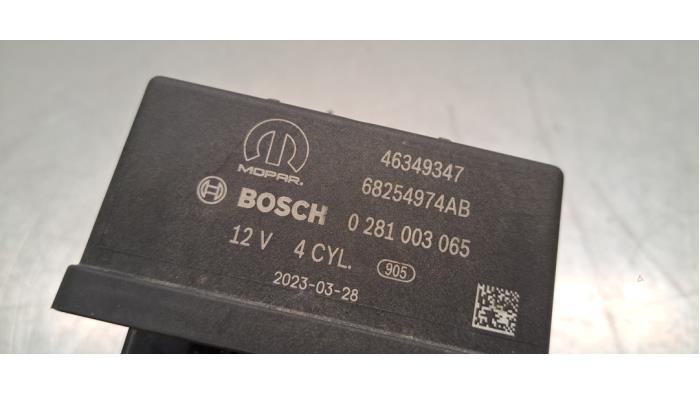 MOPAR.
46349347
68254974AB
BOSCH 0 281 003 065
12 V 4 CYL. 905
2023-03-28